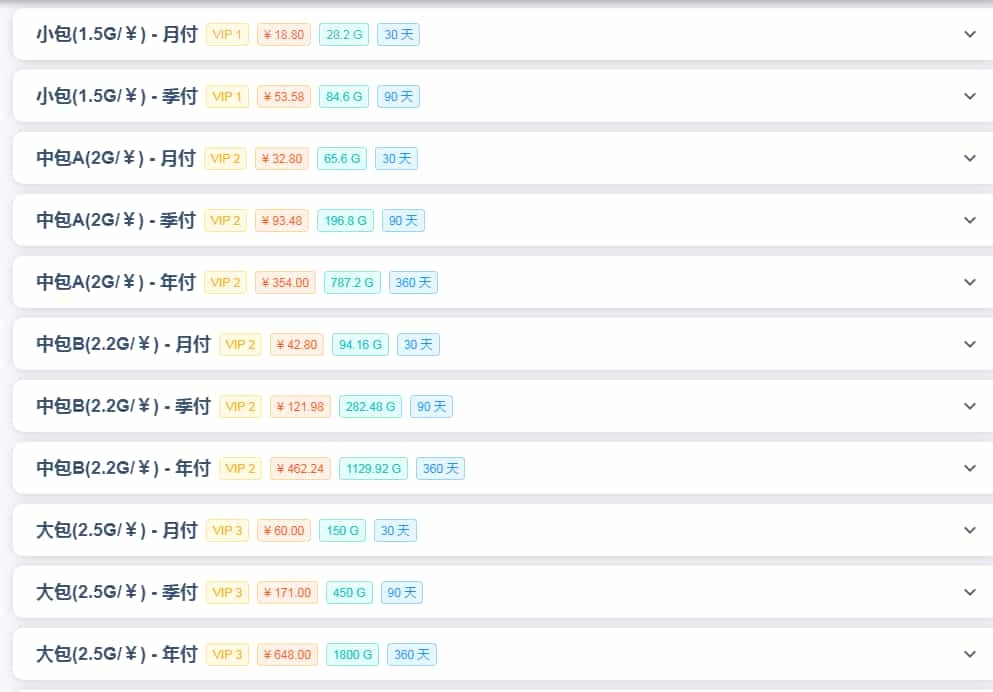 小包(1.5G/￥) - 月付 VIP 1 ¥ 18.80 28.2 G 30 天
小包(1.5G/￥) - 季付 VIP 1 ¥ 53.58 84.6 G 90 天
中包A(2G/￥) - 月付 VIP 2 ¥ 32.80 65.6 G 30 天
中包A(2G/￥) - 季付 VIP 2 ¥ 93.48 196.8 G 90 天
中包A(2G/￥) - 年付 VIP 2 ¥ 354.00 787.2 G 360 天
中包B(2.2G/￥) - 月付 VIP 2 ¥ 42.80 94.16 G 30 天
中包B(2.2G/￥) - 季付 VIP 2 ¥ 121.98 282.48 G 90 天
中包B(2.2G/￥) - 年付 VIP 2 ¥ 462.24 1129.92 G 360 天
大包(2.5G/￥) - 月付 VIP 3 ¥ 60.00 150 G 30 天
大包(2.5G/￥) - 季付 VIP 3 ¥ 171.00 450 G 90 天
大包(2.5G/￥) - 年付 VIP 3 ¥ 648.00 1800 G 360 天